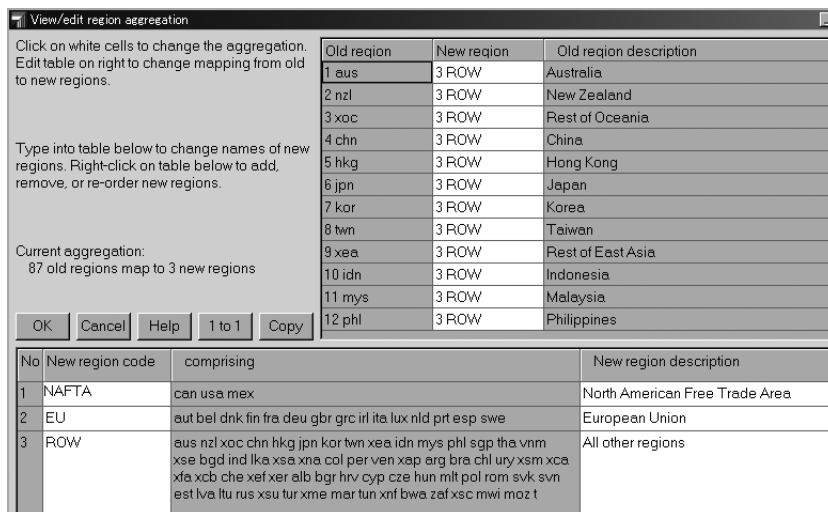 View/edit region aggregation
Click on white cells to change the aggregation.
Edit table on right to change mapping from old
to new regions.
Type into table below to change names of new
regions. Right-click on table below to add,
remove, or re-order new regions.
Current aggregation:
87 old regions map to 3 new regions
OK Cancel Help 1 to 1 Copy
Old region New region Old region description
1 aus 3 ROW Australia
2 nzl 3 ROW New Zealand
3 xoc 3 ROW Rest of Oceania
4 chn 3 ROW China
5 hkg 3 ROW Hong Kong
6 jpn 3 ROW Japan
7 kor 3 ROW Korea
8 twn 3 ROW Taiwan
9 xea 3 ROW Rest of East Asia
10 idn 3 ROW Indonesia
11 mys 3 ROW Malaysia
12 phl 3 ROW Philippines
No New region code comprising New region description
1 NAFTA can usa mex North American Free Trade Area
2 EU aut bel dnk fin fra deu gbr grc irl ita lux nld prt esp swe European Union
3 ROW aus nzl xoc chn hkg jpn kor twn xea idn mys phl sgp tha vnm All other regions
xse bgd ind lka xsa xna col per ven xap arg bra chl ury xsm xca
xfa xcb che xef xer alb bgr hrv cyp cze hun mlt pol rom svk svn
est lva ltu rus xsu tur xme mar tun xnf bwa zaf xsc mwi moz t